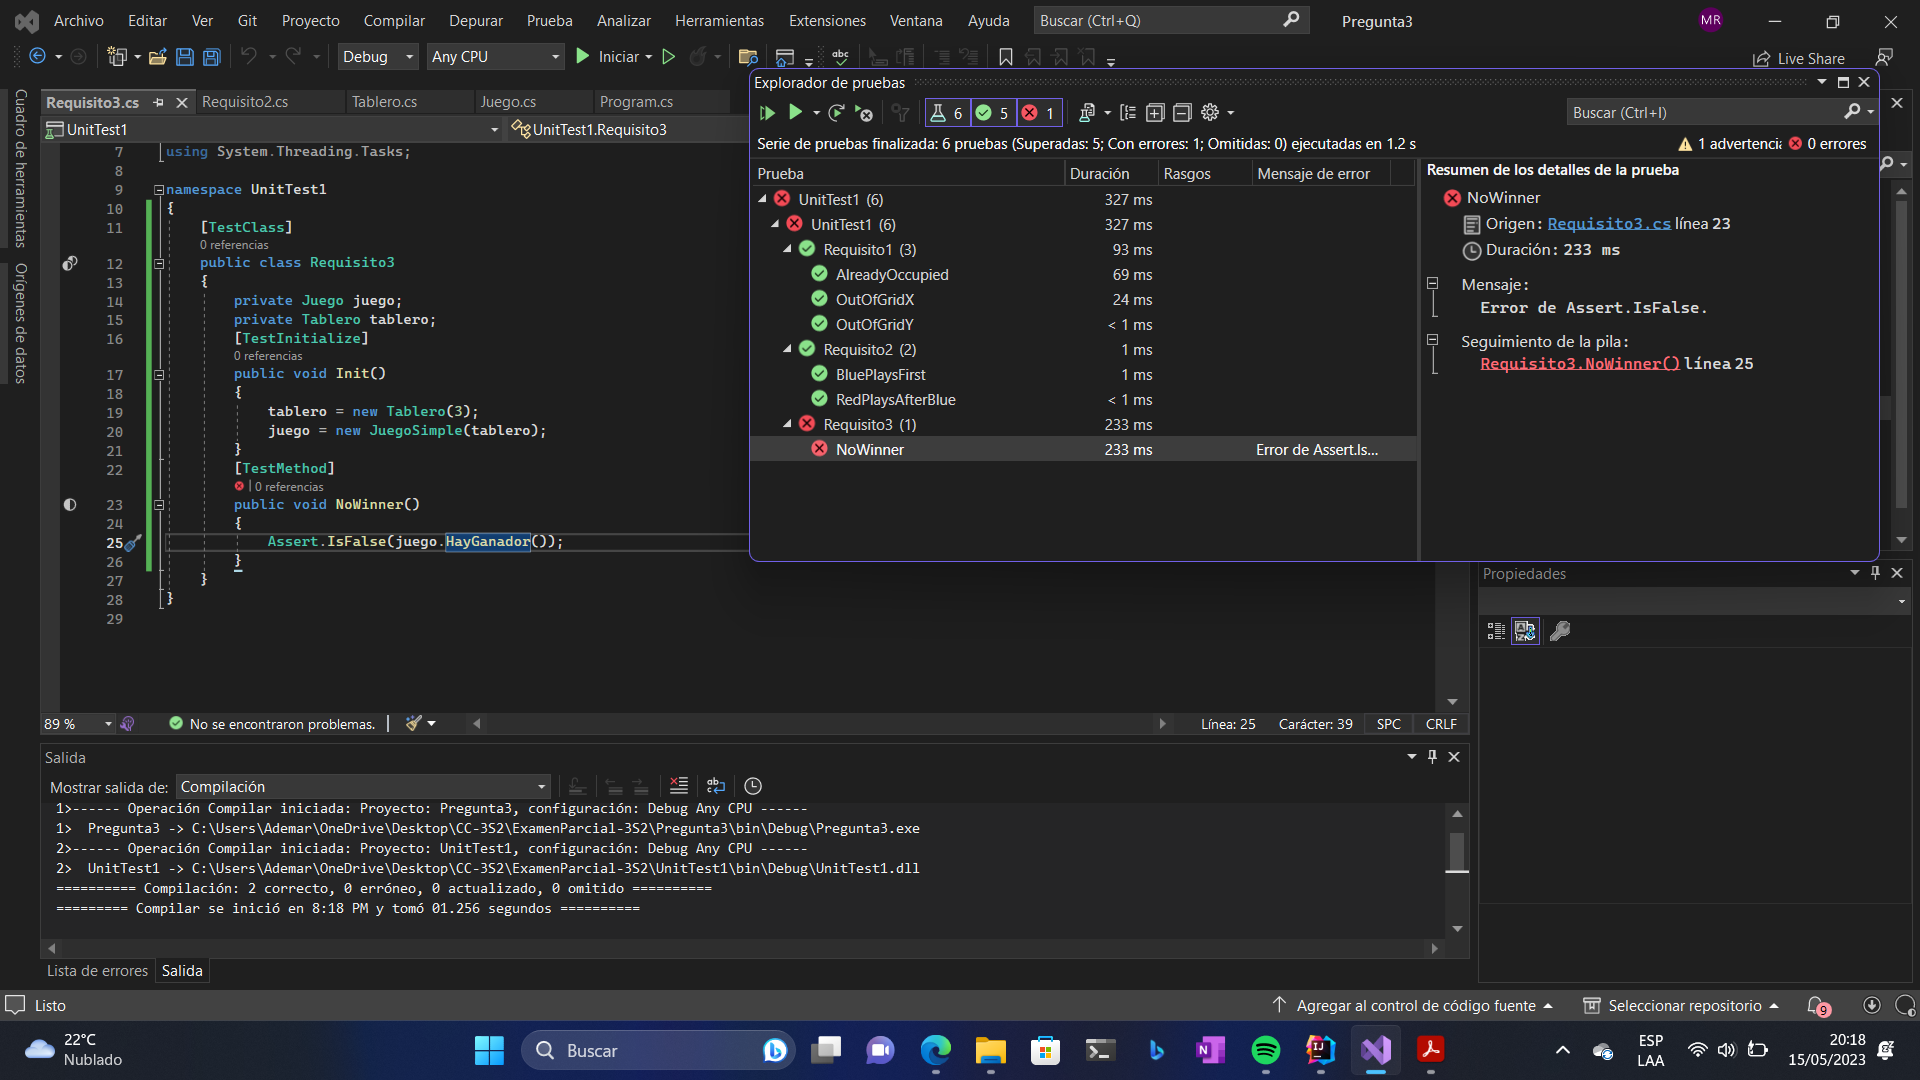 Archivo Editar Ver Git Proyecto Compilar Depurar Prueba Analizar Herramientas Extensiones Ventana Ayuda Buscar (Ctrl+Q) Pregunta3 MR
Debug Any CPU Iniciar abc Live Share
Requisito3.cs Requisito2.cs Tablero.cs Juego.cs Program.cs
UnitTest1 UnitTest1.Requisito3
Cuadro de herramientas
Orígenes de datos
7 using System.Threading.Tasks;
8
9 namespace UnitTest1
10 {
11 [TestClass]
0 referencias
12 public class Requisito3
13 {
14 private Juego juego;
15 private Tablero tablero;
16 [TestInitialize]
0 referencias
17 public void Init()
18 {
19 tablero = new Tablero(3);
20 juego = new JuegoSimple(tablero);
21 }
22 [TestMethod]
| 0 referencias
23 public void NoWinner()
24 {
25 Assert.IsFalse(juego.HayGanador());
26 }
27 }
28 }
29
89 % No se encontraron problemas. Línea: 25 Carácter: 39 SPC CRLF
Explorador de pruebas
6 5 1 Buscar (Ctrl+I)
Serie de pruebas finalizada: 6 pruebas (Superadas: 5; Con errores: 1; Omitidas: 0) ejecutadas en 1.2 s 1 advertencia 0 errores
Prueba Duración Rasgos Mensaje de error
UnitTest1 (6) 327 ms
UnitTest1 (6) 327 ms
Requisito1 (3) 93 ms
AlreadyOccupied 69 ms
OutOfGridX 24 ms
OutOfGridY < 1 ms
Requisito2 (2) 1 ms
BluePlaysFirst 1 ms
RedPlaysAfterBlue < 1 ms
Requisito3 (1) 233 ms
NoWinner 233 ms Error de Assert.Is...
Resumen de los detalles de la prueba
NoWinner
Origen: Requisito3.cs línea 23
Duración: 233 ms
Mensaje:
Error de Assert.IsFalse.
Seguimiento de la pila:
Requisito3.NoWinner() línea 25
Propiedades
Salida
Mostrar salida de: Compilación
1>------ Operación Compilar iniciada: Proyecto: Pregunta3, configuración: Debug Any CPU ------
1> Pregunta3 -> C:\Users\Ademar\OneDrive\Desktop\CC-3S2\ExamenParcial-3S2\Pregunta3\bin\Debug\Pregunta3.exe
2>------ Operación Compilar iniciada: Proyecto: UnitTest1, configuración: Debug Any CPU ------
2> UnitTest1 -> C:\Users\Ademar\OneDrive\Desktop\CC-3S2\ExamenParcial-3S2\UnitTest1\bin\Debug\UnitTest1.dll
========== Compilación: 2 correcto, 0 erróneo, 0 actualizado, 0 omitido ==========
========= Compilar se inició en 8:18 PM y tomó 01.256 segundos ==========
Lista de errores Salida
Listo Agregar al control de código fuente Seleccionar repositorio 9
22°C
Nublado
Buscar
ESP
LAA
20:18
15/05/2023